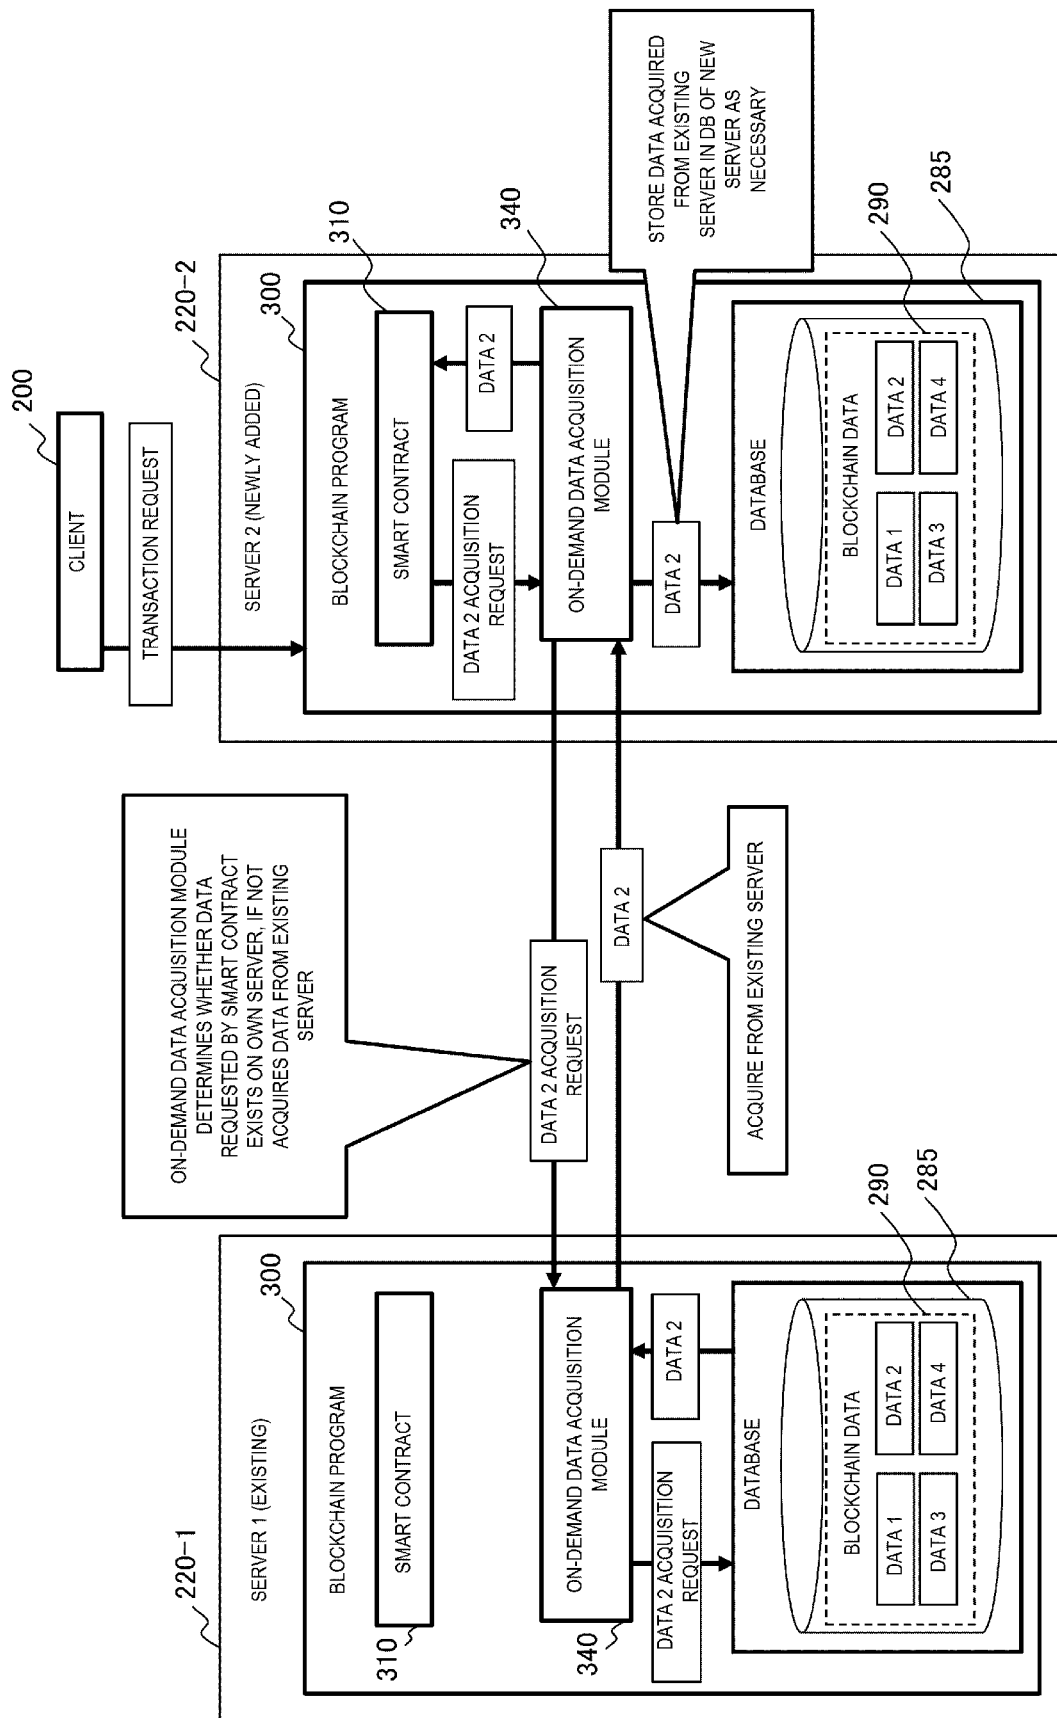 200
CLIENT
TRANSACTION REQUEST
220-1
SERVER 1 (EXISTING)
300
BLOCKCHAIN PROGRAM
SMART CONTRACT
310
ON-DEMAND DATA ACQUISITION
MODULE
340
DATA 2 ACQUISITION
REQUEST
DATA 2
DATABASE
BLOCKCHAIN DATA
DATA 1
DATA 2
DATA 3
DATA 4
290
285
ON-DEMAND DATA ACQUISITION MODULE
DETERMINES WHETHER DATA
REQUESTED BY SMART CONTRACT
EXISTS ON OWN SERVER, IF NOT
ACQUIRES DATA FROM EXISTING
SERVER
DATA 2 ACQUISITION
REQUEST
DATA 2
ACQUIRE FROM EXISTING SERVER
220-2
SERVER 2 (NEWLY ADDED)
300
BLOCKCHAIN PROGRAM
310
SMART CONTRACT
DATA 2 ACQUISITION
REQUEST
DATA 2
340
ON-DEMAND DATA ACQUISITION
MODULE
DATA 2
STORE DATA ACQUIRED
FROM EXISTING
SERVER IN DB OF NEW
SERVER AS
NECESSARY
DATABASE
BLOCKCHAIN DATA
DATA 1
DATA 2
DATA 3
DATA 4
290
285